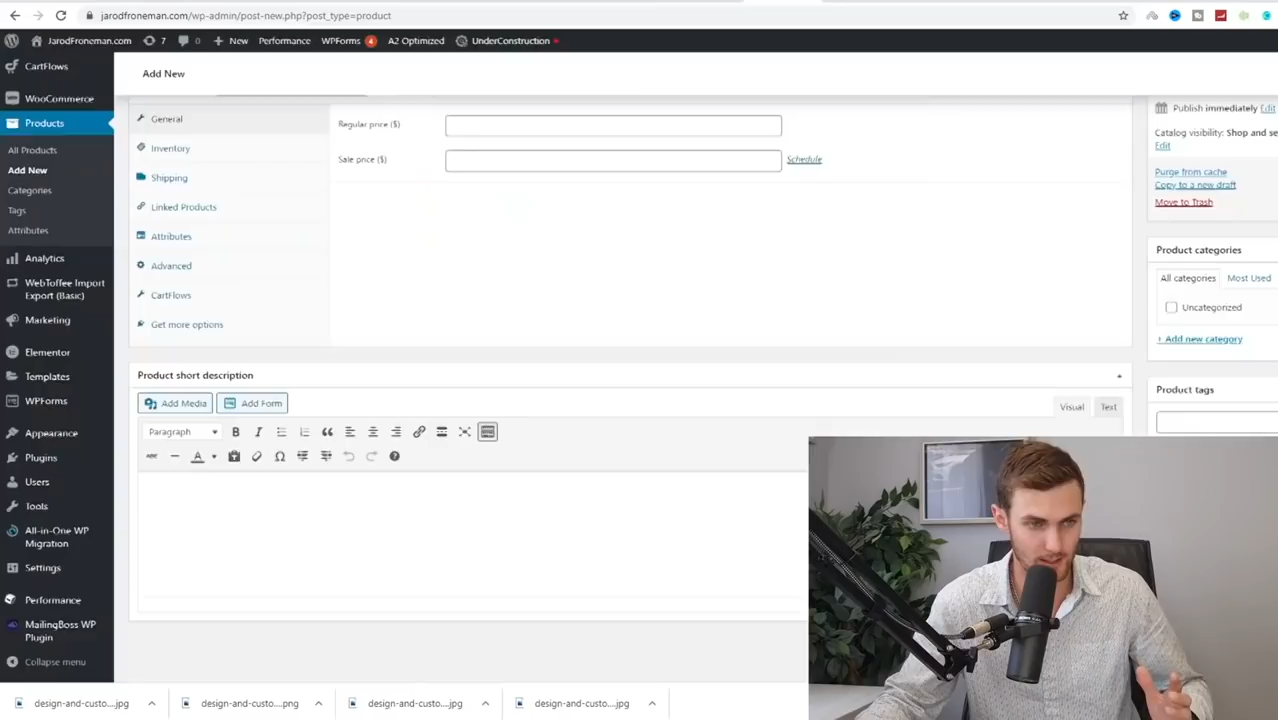 jarodfroneman.com/wp-admin/post-new.php?post_type=product
JarodFroneman.com 7 0 + New Performance WPForms 4 A2 Optimized UnderConstruction
CartFlows
WooCommerce
Products
All Products
Add New
Categories
Tags
Attributes
Analytics
WebToffee Import
Export (Basic)
Marketing
Elementor
Templates
WPForms
Appearance
Plugins
Users
Tools
All-in-One WP
Migration
Settings
Performance
MailingBoss WP
Plugin
Collapse menu
Add New
General
Inventory
Shipping
Linked Products
Attributes
Advanced
CartFlows
Get more options
Regular price ($)
Sale price ($)
Schedule
Product short description
Add Media Add Form
Visual Text
Paragraph
Publish immediately Edit
Catalog visibility: Shop and se
Edit
Purge from cache
Copy to a new draft
Move to Trash
Product categories
All categories Most Used
Uncategorized
+ Add new category
Product tags
design-and-custo....jpg design-and-custo....png design-and-custo....jpg design-and-custo....jpg